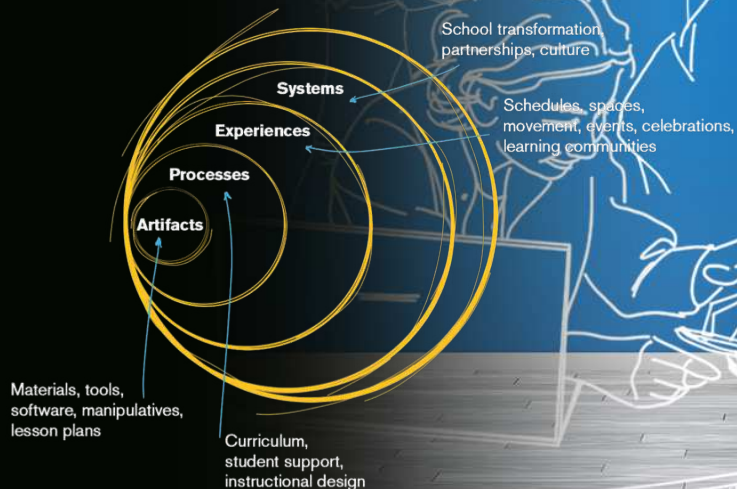 School transformation,
partnerships, culture
Systems
Schedules, spaces,
movement, events, celebrations,
learning communities
Experiences
Processes
Artifacts
Materials, tools,
software, manipulatives,
lesson plans
Curriculum,
student support,
instructional design